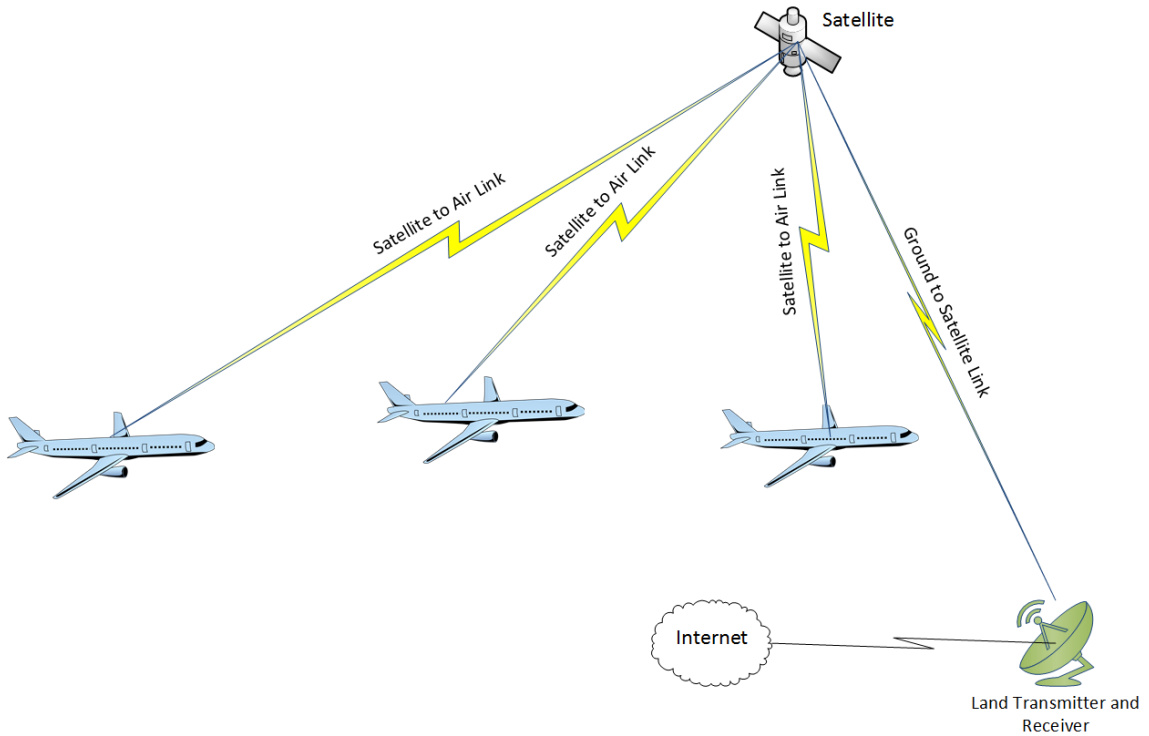 Satellite
Satellite to Air Link
Satellite to Air Link
Satellite to Air Link
Ground to Satellite Link
Internet
Land Transmitter and
Receiver